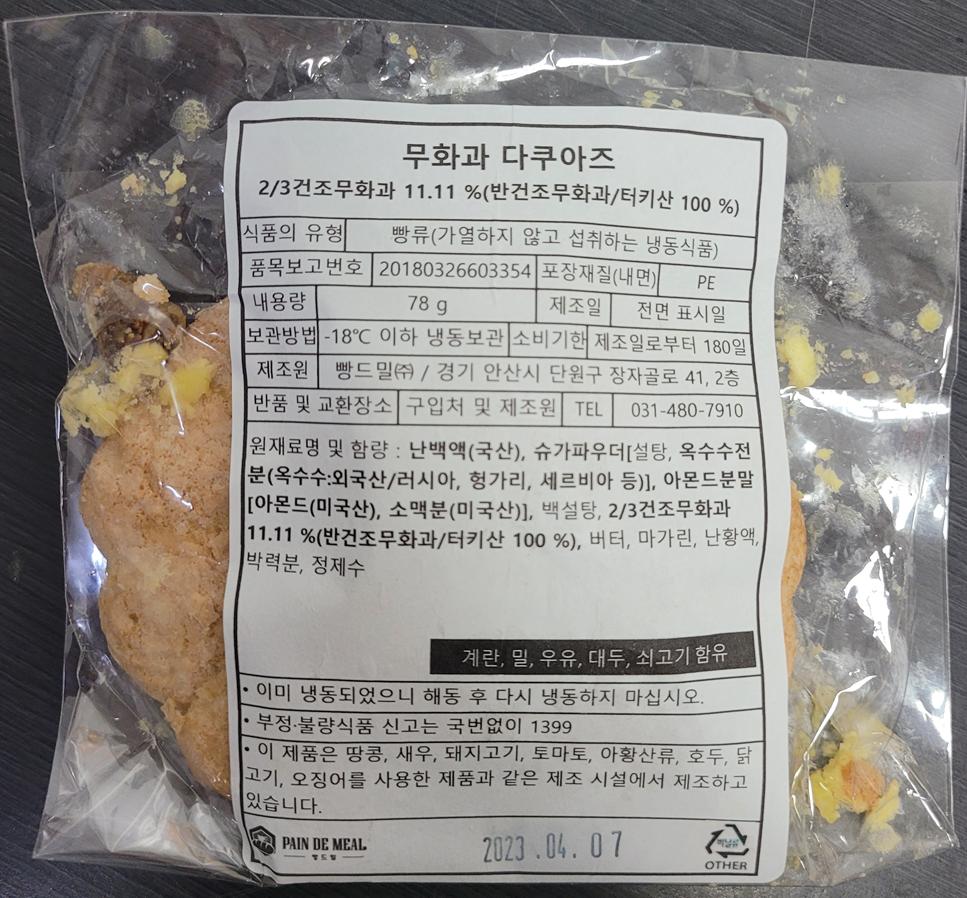 무화과 다쿠아즈
2/3건조무화과 11.11 %(반건조무화과/터키산 100 %)
식품의 유형 빵류(가열하지 않고 섭취하는 냉동식품)
품목보고번호 20180326603354 포장재질(내면) PE
내용량 78 g 제조일 전면 표시일
보관방법 -18℃ 이하 냉동보관 소비기한 제조일로부터 180일
제조원 빵드밀㈜ / 경기 안산시 단원구 장자골로 41, 2층
반품 및 교환장소 구입처 및 제조원 TEL 031-480-7910
원재료명 및 함량 : 난백액(국산), 슈가파우더[설탕, 옥수수전
분(옥수수:외국산/러시아, 헝가리, 세르비아 등)], 아몬드분말
[아몬드(미국산), 소맥분(미국산)], 백설탕, 2/3건조무화과
11.11 %(반건조무화과/터키산 100 %), 버터, 마가린, 난황액,
박력분, 정제수
계란, 밀, 우유, 대두, 쇠고기 함유
• 이미 냉동되었으니 해동 후 다시 냉동하지 마십시오.
• 부정·불량식품 신고는 국번없이 1399
• 이 제품은 땅콩, 새우, 돼지고기, 토마토, 아황산류, 호두, 닭
고기, 오징어를 사용한 제품과 같은 제조 시설에서 제조하고
있습니다.
PAIN DE MEAL
빵드밀
2023.04.07
비닐류
OTHER